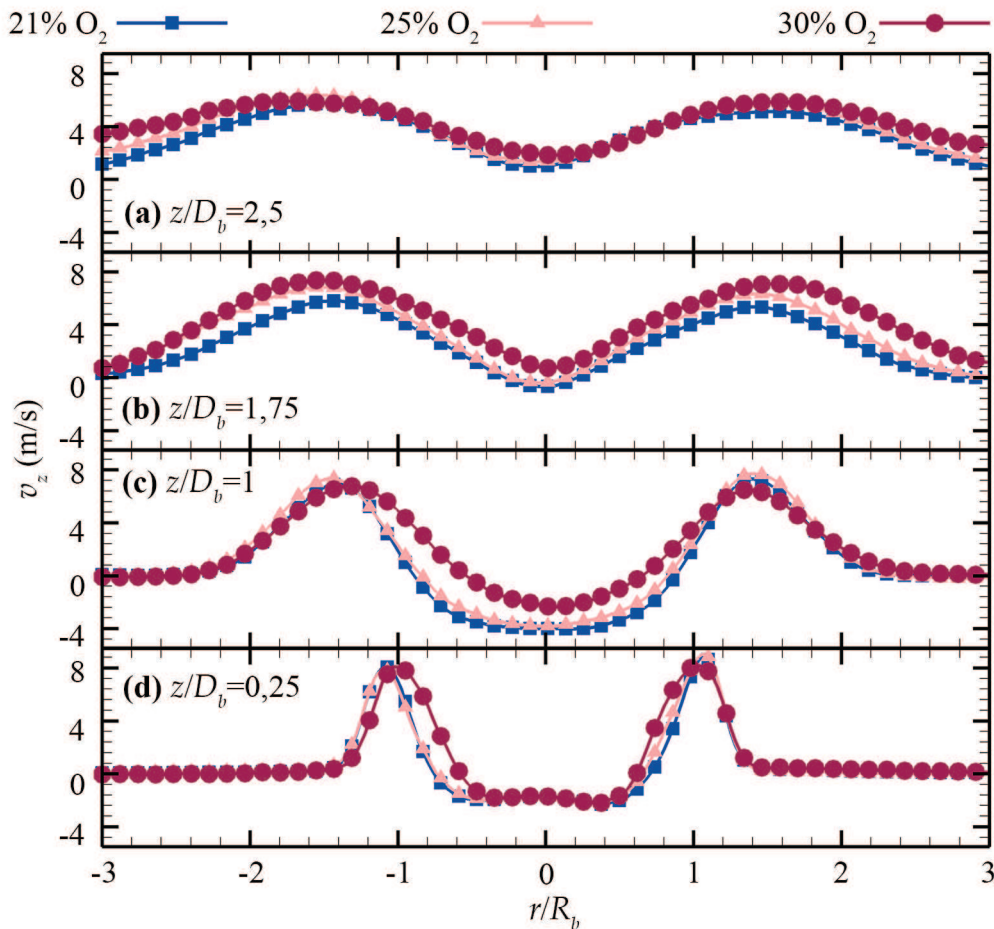 21% O2 25% O2 30% O2
8
4
0
-4
(a) z/Db=2,5
8
4
0
-4
(b) z/Db=1,75
vz (m/s)
8
4
0
-4
(c) z/Db=1
8
4
0
-4
(d) z/Db=0,25
-3 -2 -1 0 1 2 3
r/Rb